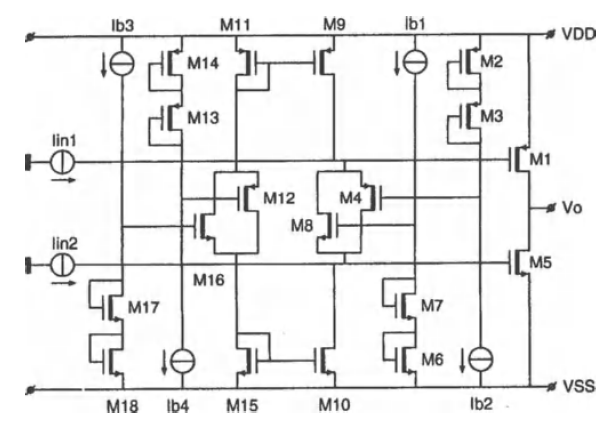 Ib3 M11 M9 Ib1
VDD
M14 M2
M13 M3
Iin1 M1
M12 M4
Vo
M8
Iin2 M5
M16
M17 M7
M6
VSS
M18 Ib4 M15 M10 Ib2